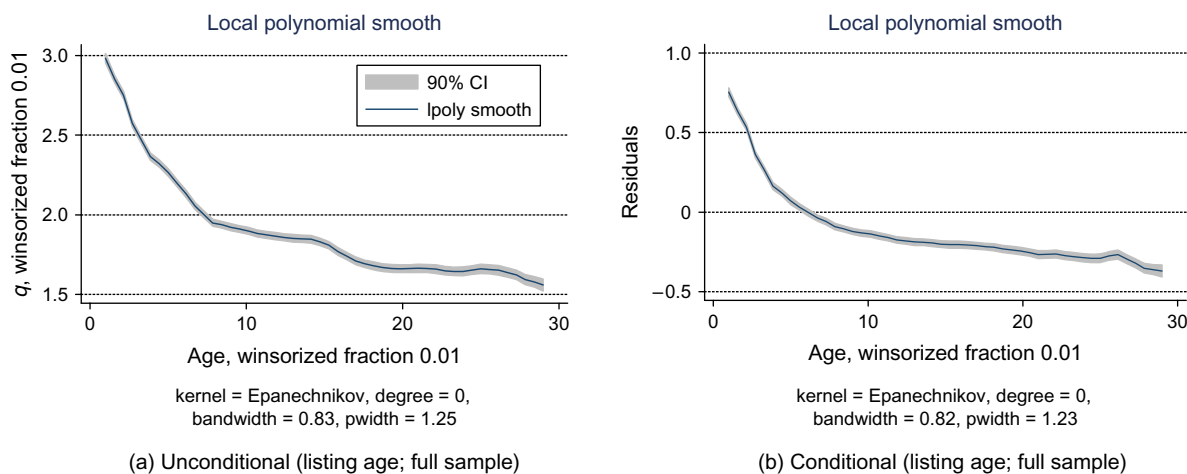 Local polynomial smooth
q, winsorized fraction 0.01
3.0
2.5
2.0
1.5
90% CI
lpoly smooth
0 10 20 30
Age, winsorized fraction 0.01
kernel = Epanechnikov, degree = 0,
bandwidth = 0.83, pwidth = 1.25
(a) Unconditional (listing age; full sample)
Local polynomial smooth
Residuals
1.0
0.5
0
−0.5
0 10 20 30
Age, winsorized fraction 0.01
kernel = Epanechnikov, degree = 0,
bandwidth = 0.82, pwidth = 1.23
(b) Conditional (listing age; full sample)